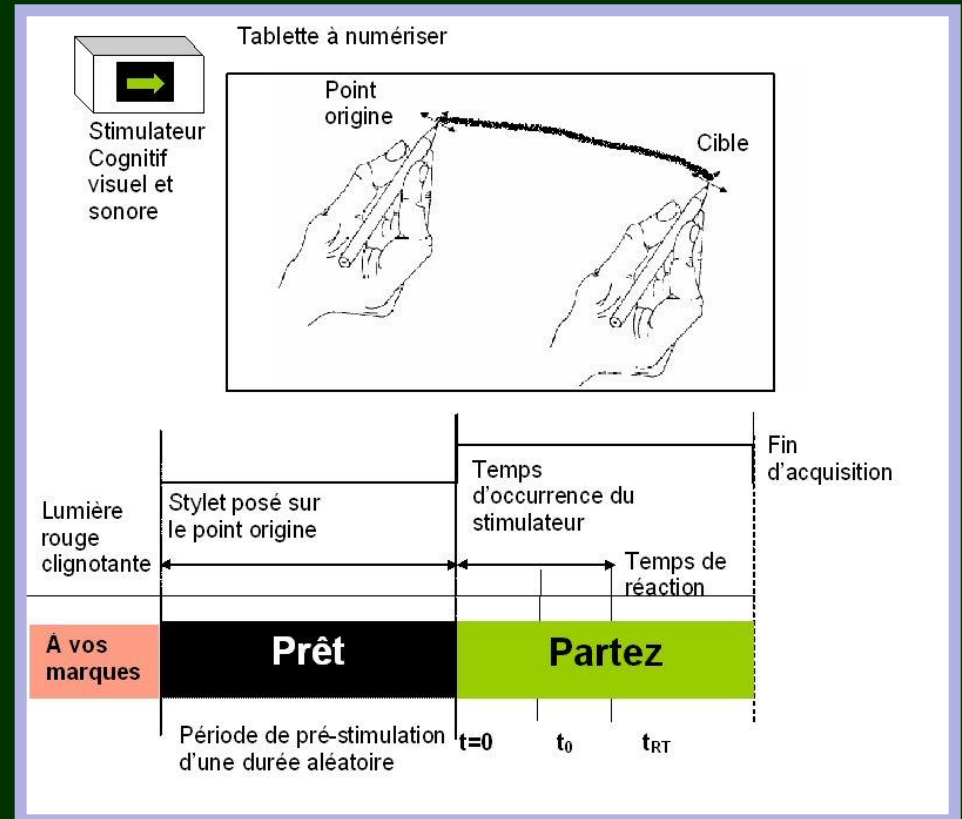 Tablette à numériser
Stimulateur
Cognitif
visuel et
sonore
Point
origine
Cible
Fin
d'acquisition
Temps
d'occurrence du
stimulateur
Stylet posé sur
le point origine
Lumière
rouge
clignotante
Temps de
réaction
À vos
marques
Prêt
Partez
Période de pré-stimulation
d'une durée aléatoire
t=0
t₀
tRT